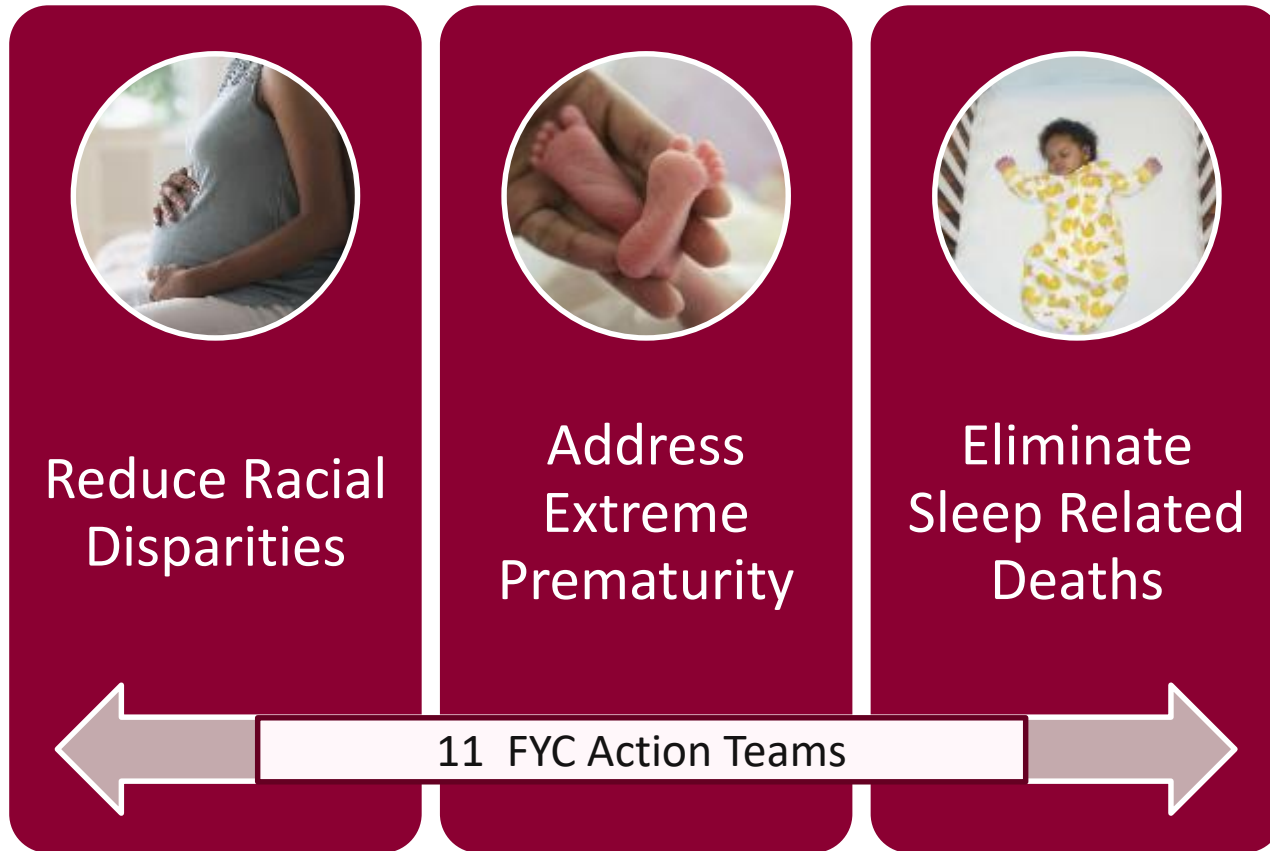 Reduce Racial
Disparities
Address
Extreme
Prematurity
Eliminate
Sleep Related
Deaths
11 FYC Action Teams